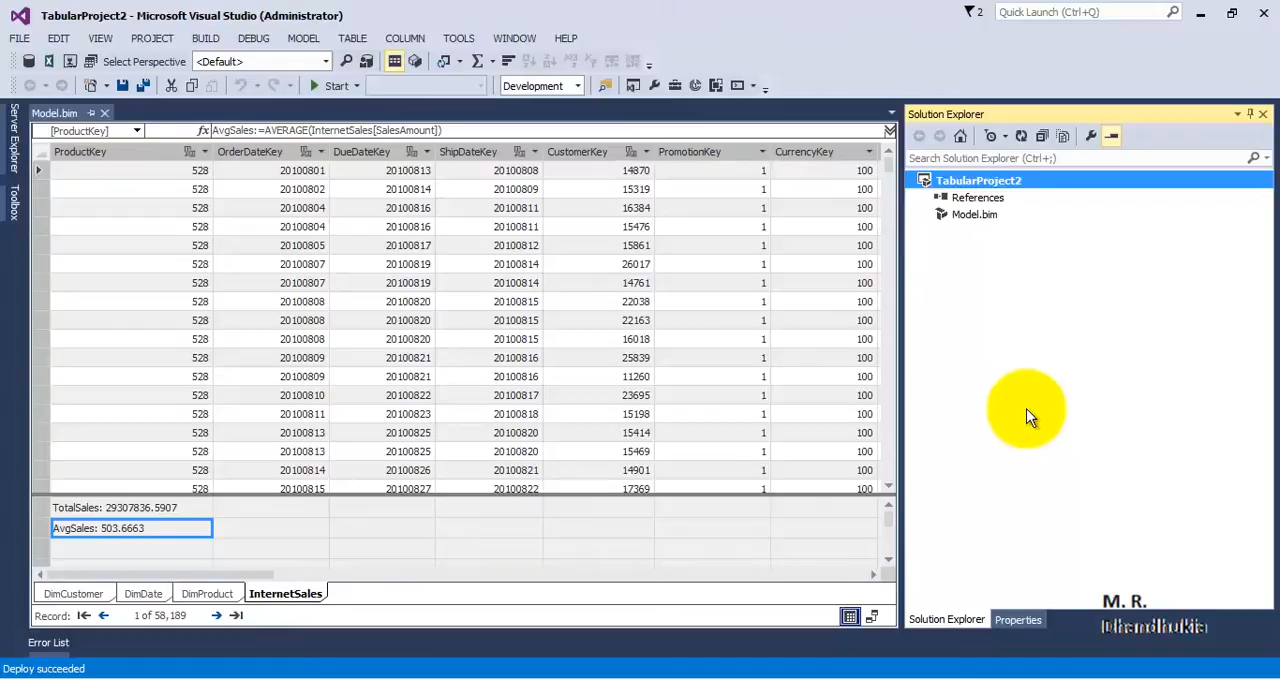 TabularProject2 - Microsoft Visual Studio (Administrator)
2
Quick Launch (Ctrl+Q)
FILE EDIT VIEW PROJECT BUILD DEBUG MODEL TABLE COLUMN TOOLS WINDOW HELP
Select Perspective <Default>
Start Development
Server Explorer
Toolbox
Model.bim
[ProductKey] fx AvgSales:=AVERAGE(InternetSales[SalesAmount])
ProductKey DueDateKey ShipDateKey CustomerKey PromotionKey CurrencyKey
20100801 20100813 20100808 14870 1 100
20100814 20100809 15319 1 100
528 20100804 20100816 20100811 16384 1 100
528 20100804 20100816 20100811 15476 1 100
528 20100805 20100817 20100812 15861 1 100
528 20100807 20100819 20100814 26017 1 100
528 20100807 20100819 20100814 14761 1 100
528 20100808 20100820 20100815 22038 1 100
528 20100808 20100820 20100815 22163 1 100
528 20100808 20100820 20100815 16018 1 100
528 20100809 20100821 20100816 25839 1 100
528 20100809 20100821 20100816 11260 1 100
528 20100810 20100822 20100817 23695 1 100
528 20100811 20100823 20100818 15198 1 100
528 20100813 20100825 20100820 15414 1 100
528 20100813 20100825 20100820 15469 1 100
528 20100814 20100826 20100821 14901 1 100
528 20100815 20100827 20100822 17369 1 100
TotalSales: 29307836.5907
AvgSales: 503.6663
DimCustomer DimDate DimProduct InternetSales
Record: 1 of 58,189
Error List
Deploy succeeded
Solution Explorer
Search Solution Explorer (Ctrl+;)
TabularProject2
References
Model.bim
M. R.
Dhandhukia
Solution Explorer Properties